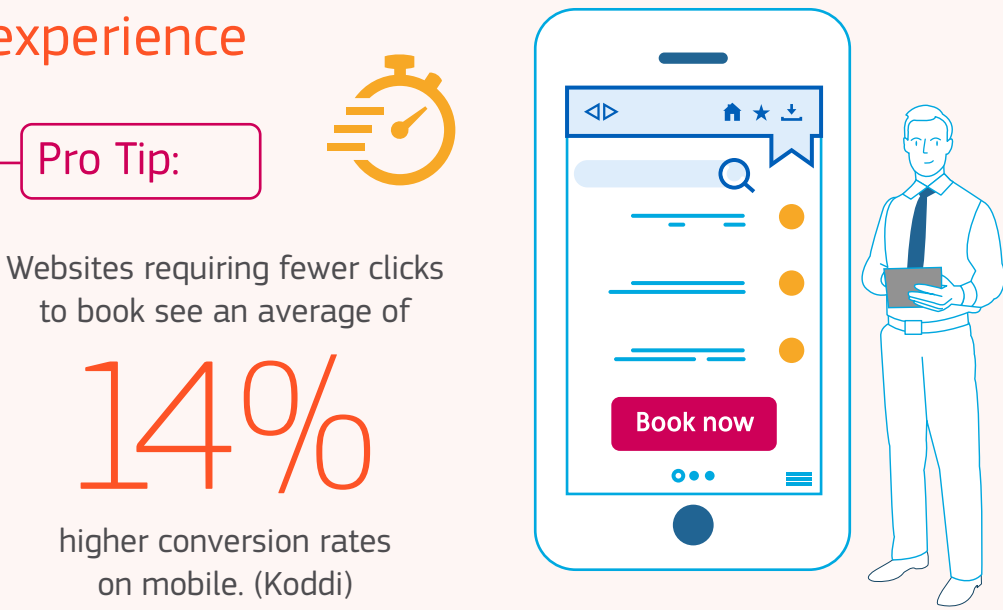 experience
Pro Tip:
Websites requiring fewer clicks
to book see an average of
14%
higher conversion rates
on mobile. (Koddi)
Book now